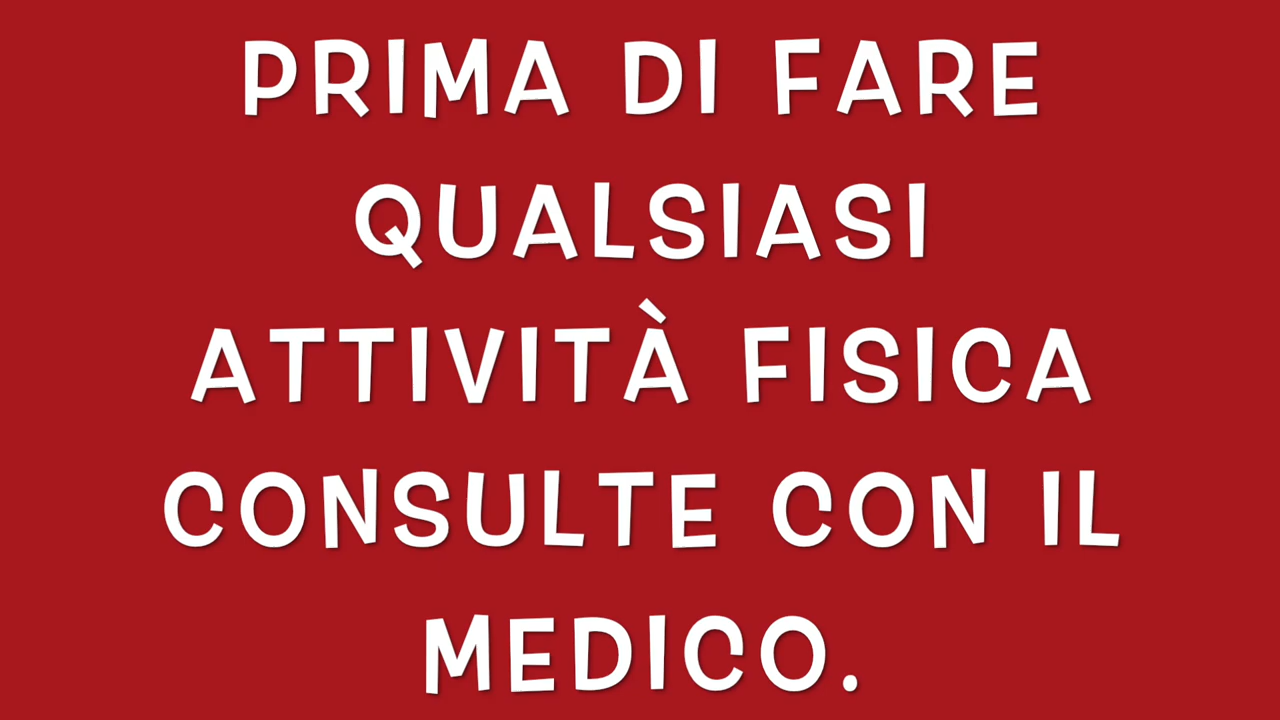 PRIMA DI FARE
QUALSIASI
ATTIVITÀ FISICA
CONSULTE CON IL
MEDICO.